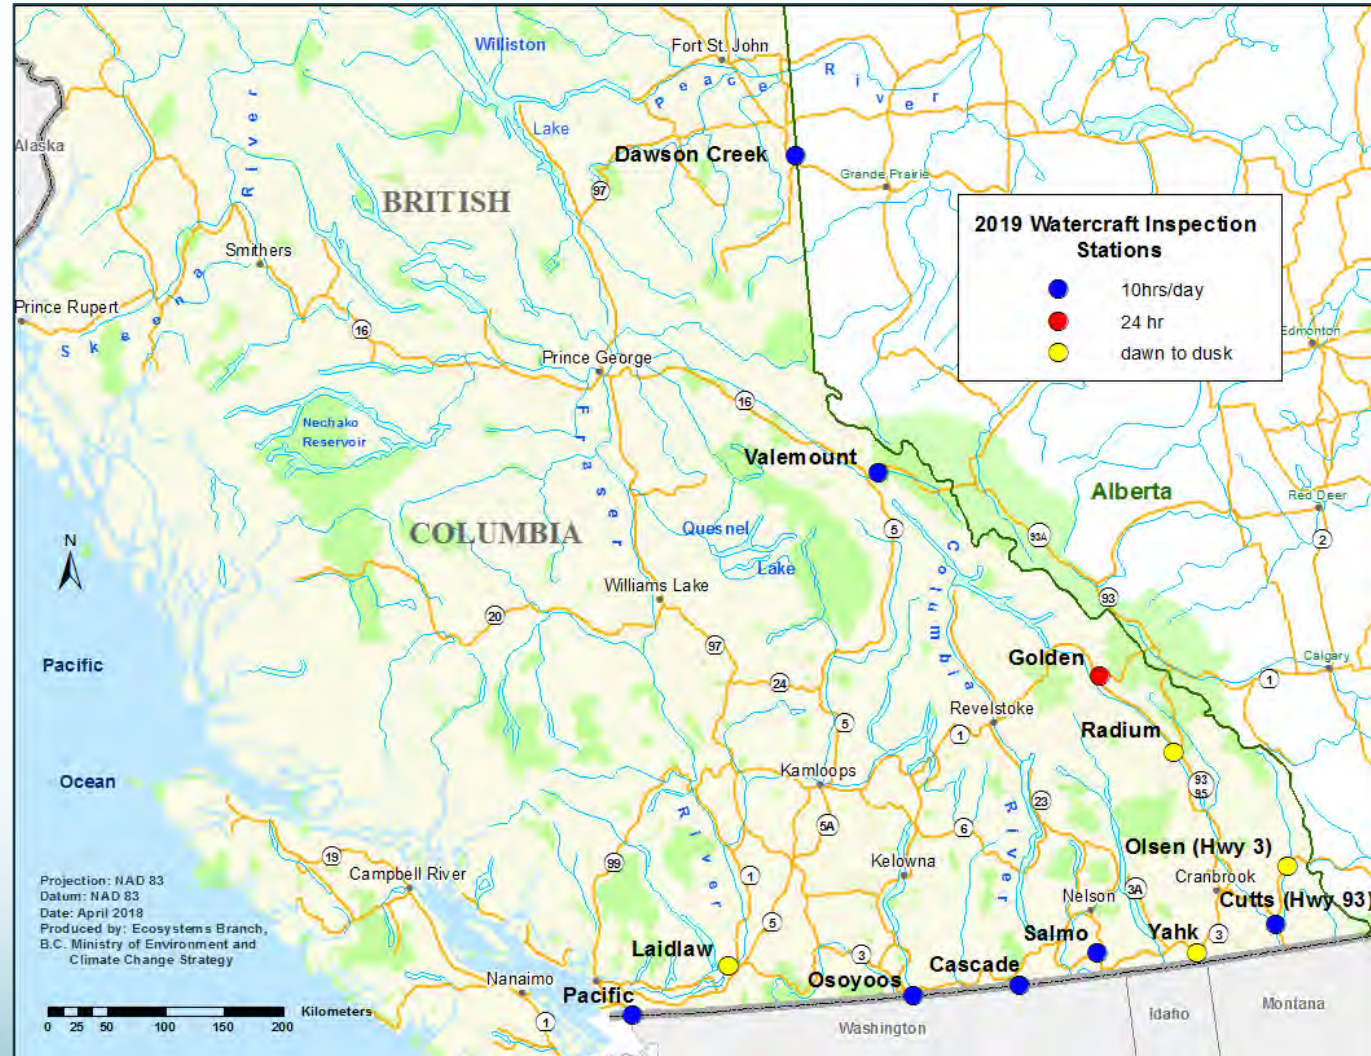 Williston
Fort St. John
Peace
River
Alaska
River
Lake
Dawson Creek
Grande Prairie
97
BRITISH
2019 Watercraft Inspection
Stations
10hrs/day
24 hr
dawn to dusk
Smithers
Skeena
Prince Rupert
16
Edmonton
Prince George
16
Fraser
Nechako
Reservoir
Valemount
Alberta
Red Deer
COLUMBIA
Quesnel
5
93A
2
N
Columbia
Lake
Williams Lake
93
20
97
Pacific
Golden
Calgary
24
1
Revelstoke
5
1
Radium
Ocean
Kamloops
93
95
River
5A
23
River
6
Olsen (Hwy 3)
19
99
Campbell River
Kelowna
Cranbrook
1
3A
Nelson
Cutts (Hwy 93)
Projection: NAD 83
Datum: NAD 83
Date: April 2018
Produced by: Ecosystems Branch,
B.C. Ministry of Environment and
Climate Change Strategy
5
Salmo
Yahk
3
Laidlaw
3
Cascade
Osoyoos
Nanaimo
Pacific
Kilometers
0 25 50 100 150 200
1
Washington
Idaho
Montana